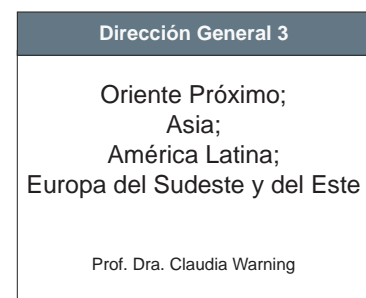 Dirección General 3
Oriente Próximo;
Asia;
América Latina;
Europa del Sudeste y del Este
Prof. Dra. Claudia Warning